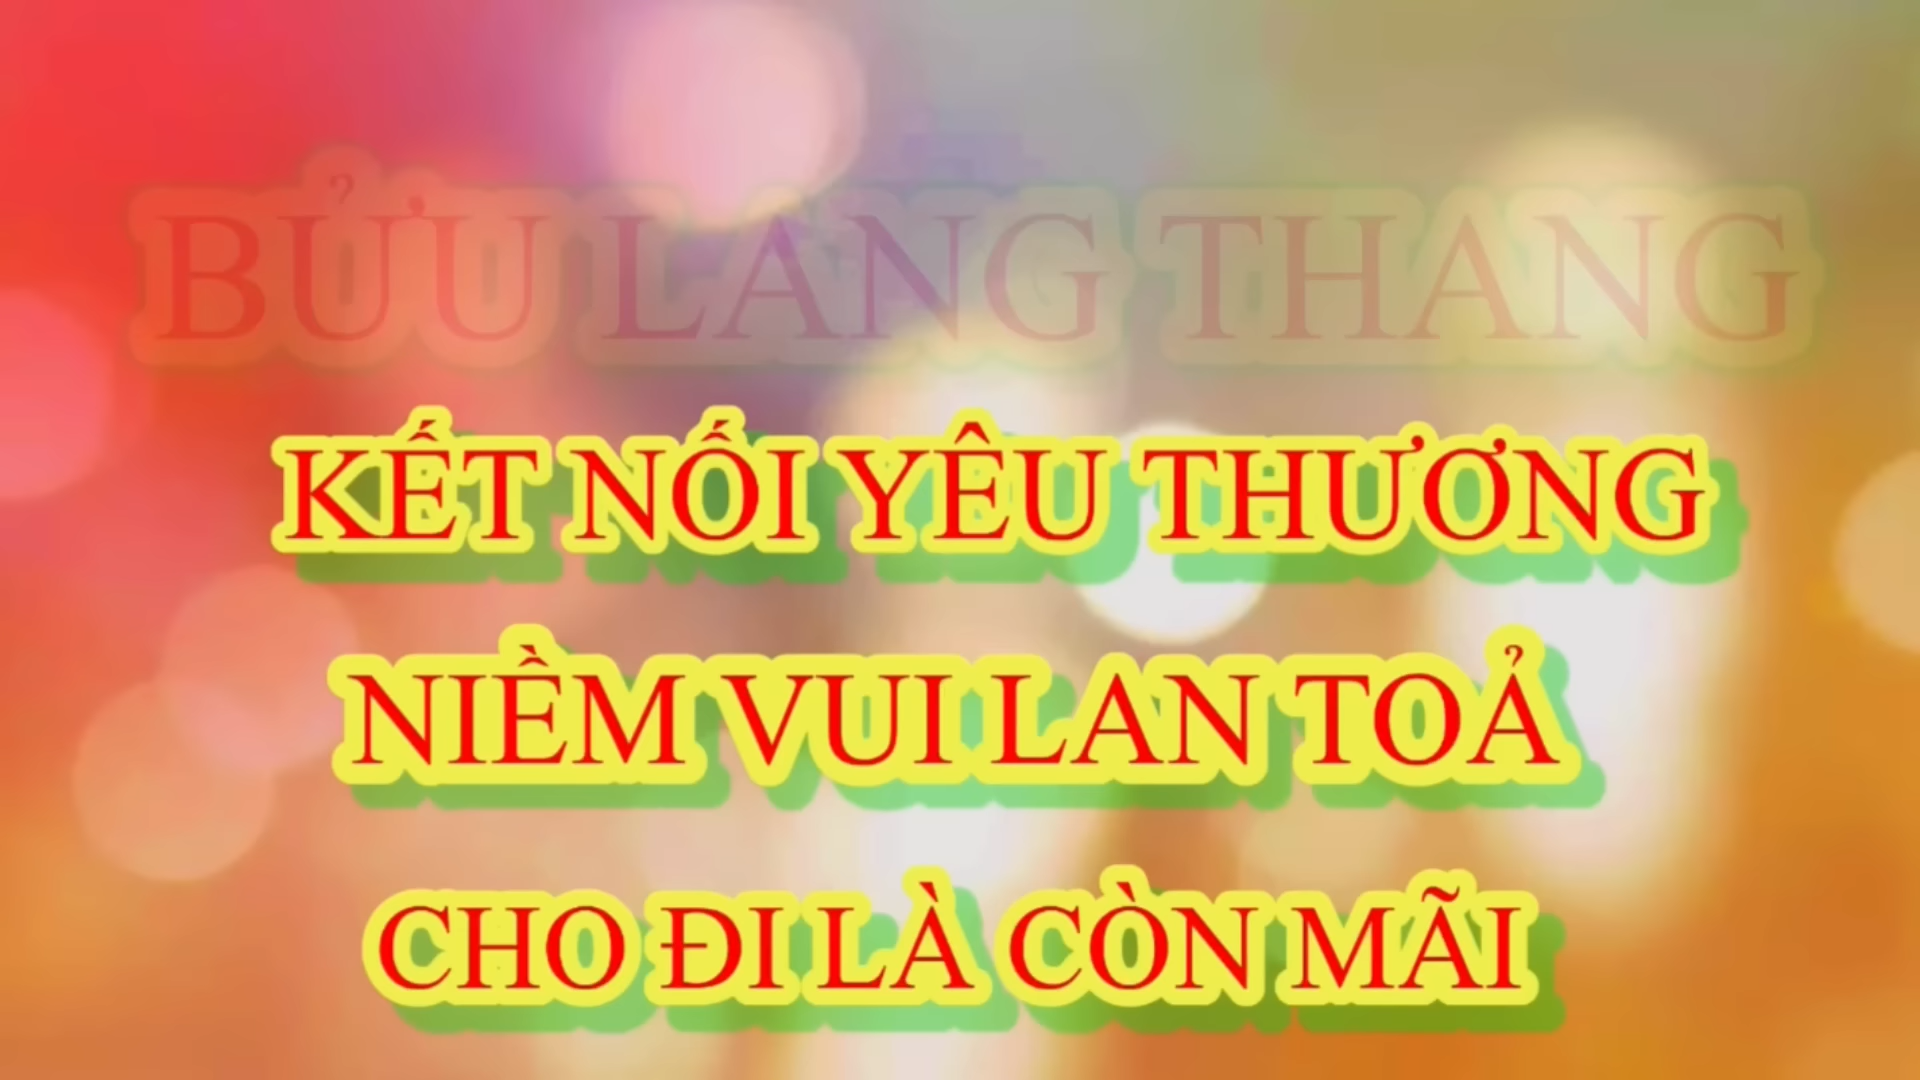 BỬU LANG THANG
KẾT NỐI YÊU THƯƠNG
NIỀM VUI LAN TOẢ
CHO ĐI LÀ CÒN MÃI